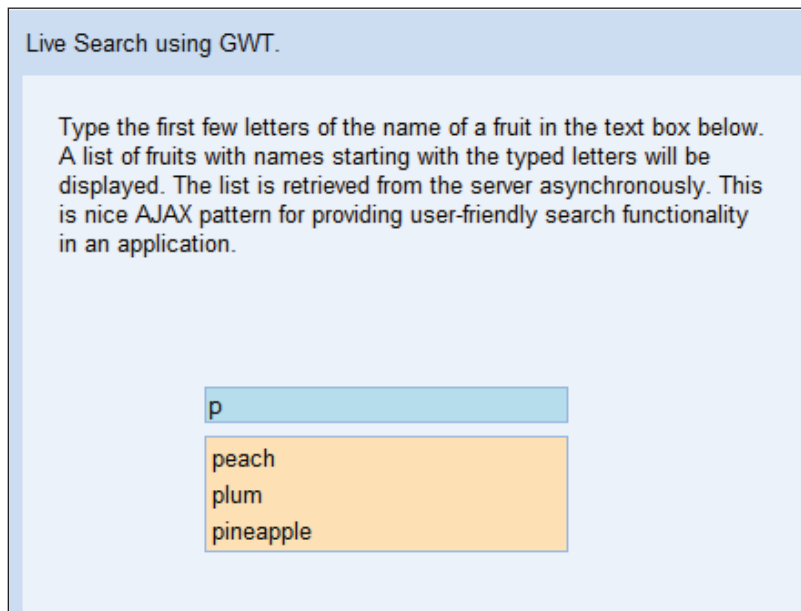 Live Search using GWT.
Type the first few letters of the name of a fruit in the text box below.
A list of fruits with names starting with the typed letters will be
displayed. The list is retrieved from the server asynchronously. This
is nice AJAX pattern for providing user-friendly search functionality
in an application.
p
peach
plum
pineapple